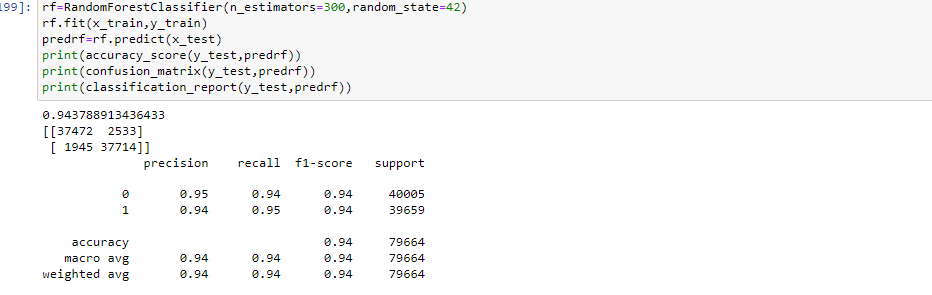 199]: rf=RandomForestClassifier(n_estimators=300,random_state=42)
rf.fit(x_train,y_train)
predrf=rf.predict(x_test)
print(accuracy_score(y_test,predrf))
print(confusion_matrix(y_test,predrf))
print(classification_report(y_test,predrf))
0.943788913436433
[[37472  2533]
 [ 1945 37714]]
              precision    recall  f1-score   support
           0       0.95      0.94      0.94     40005
           1       0.94      0.95      0.94     39659
    accuracy                           0.94     79664
   macro avg       0.94      0.94      0.94     79664
weighted avg       0.94      0.94      0.94     79664